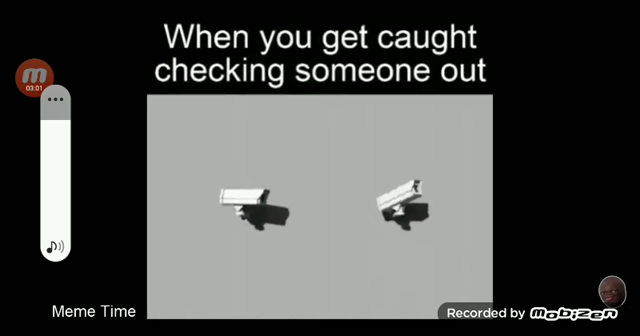 When you get caught
checking someone out
03:01
Meme Time
Recorded by mobizen